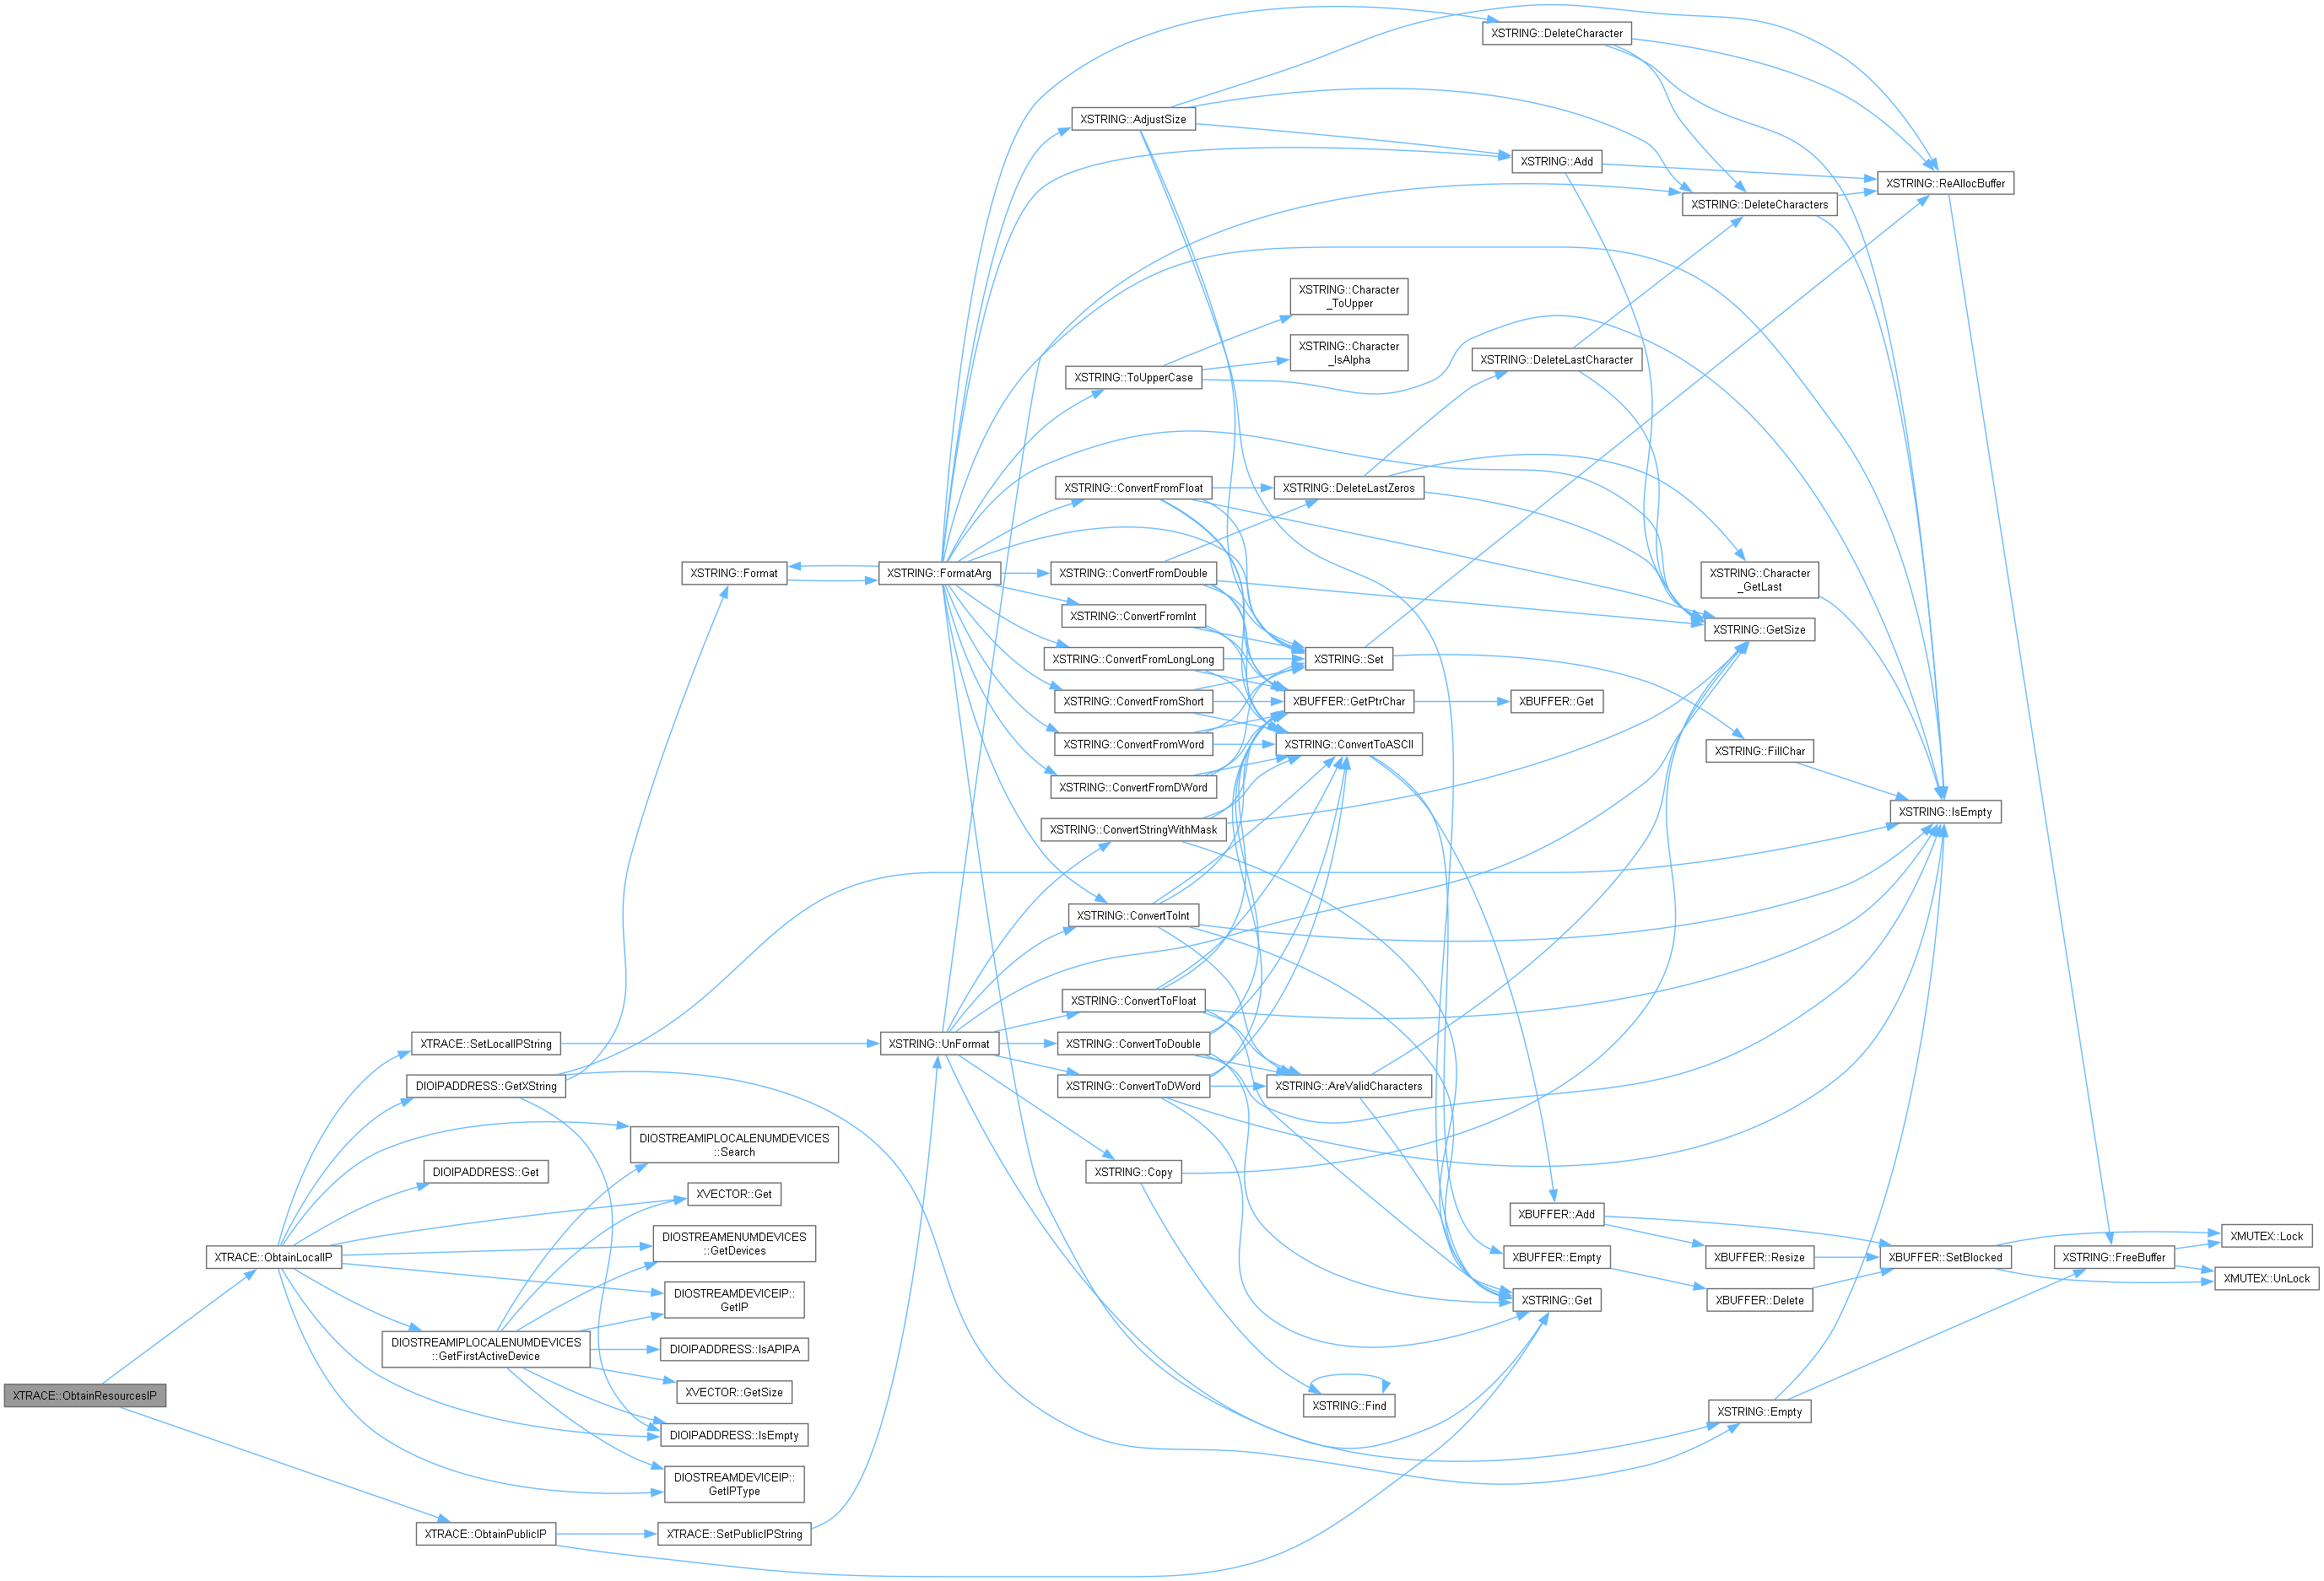 XSTRING::DeleteCharacter
XSTRING::AdjustSize
XSTRING::Add
XSTRING::ReAllocBuffer
XSTRING::DeleteCharacters
XSTRING::Character
_ToUpper
XSTRING::Character
_IsAlpha
XSTRING::DeleteLastCharacter
XSTRING::ToUpperCase
XSTRING::ConvertFromFloat
XSTRING::DeleteLastZeros
XSTRING::Format
XSTRING::FormatArg
XSTRING::ConvertFromDouble
XSTRING::Character
_GetLast
XSTRING::ConvertFromInt
XSTRING::GetSize
XSTRING::ConvertFromLongLong
XSTRING::Set
XSTRING::ConvertFromShort
XBUFFER::GetPtrChar
XBUFFER::Get
XSTRING::ConvertFromWord
XSTRING::ConvertToASCII
XSTRING::FillChar
XSTRING::ConvertFromDWord
XSTRING::IsEmpty
XSTRING::ConvertStringWithMask
XSTRING::ConvertToInt
XSTRING::ConvertToFloat
XTRACE::SetLocalIPString
XSTRING::UnFormat
XSTRING::ConvertToDouble
DIOIPADDRESS::GetXString
XSTRING::ConvertToDWord
XSTRING::AreValidCharacters
DIOSTREAMIPLOCALENUMDEVICES
::Search
DIOIPADDRESS::Get
XSTRING::Copy
XVECTOR::Get
XBUFFER::Add
XMUTEX::Lock
DIOSTREAMENUMDEVICES
::GetDevices
XTRACE::ObtainLocalIP
XBUFFER::Empty
XBUFFER::Resize
XBUFFER::SetBlocked
XSTRING::FreeBuffer
XMUTEX::UnLock
DIOSTREAMDEVICEIP::
GetIP
XSTRING::Get
XBUFFER::Delete
DIOSTREAMIPLOCALENUMDEVICES
::GetFirstActiveDevice
DIOIPADDRESS::IsAPIPA
XTRACE::ObtainResourcesIP
XVECTOR::GetSize
XSTRING::Find
XSTRING::Empty
DIOIPADDRESS::IsEmpty
DIOSTREAMDEVICEIP::
GetIPType
XTRACE::ObtainPublicIP
XTRACE::SetPublicIPString